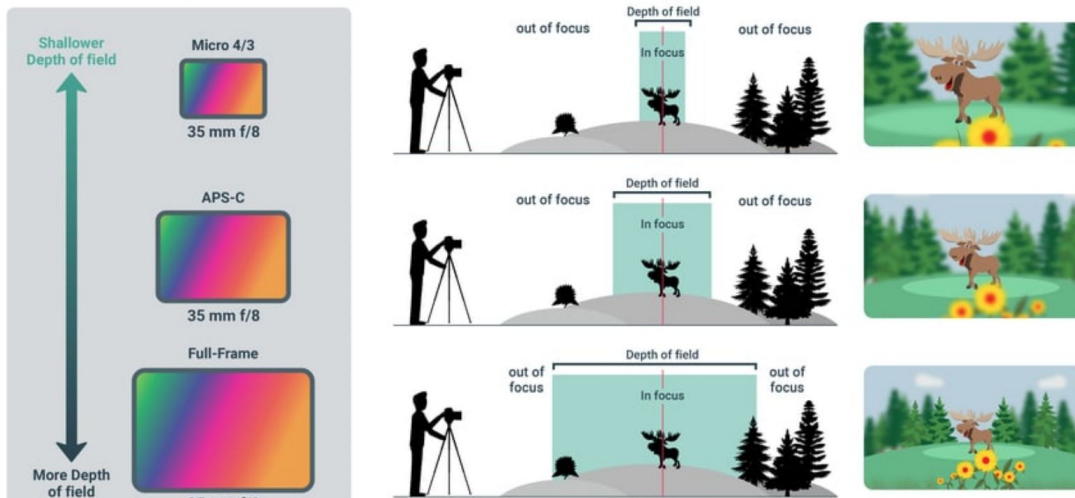 Shallower
Depth of field
Micro 4/3
35 mm f/8
APS-C
35 mm f/8
Full-Frame
More Depth
of field
Depth of field
out of focus
In focus
out of focus
Depth of field
out of focus
In focus
out of focus
Depth of field
out of
focus
In focus
out of
focus